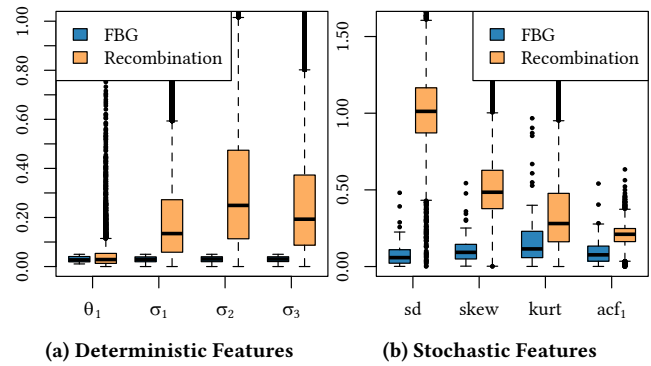 FBG
Recombination
0.00
0.20
0.40
0.60
0.80
1.00
θ1
σ1
σ2
σ3
(a) Deterministic Features
FBG
Recombination
0.00
0.50
1.00
1.50
sd
skew
kurt
acf1
(b) Stochastic Features